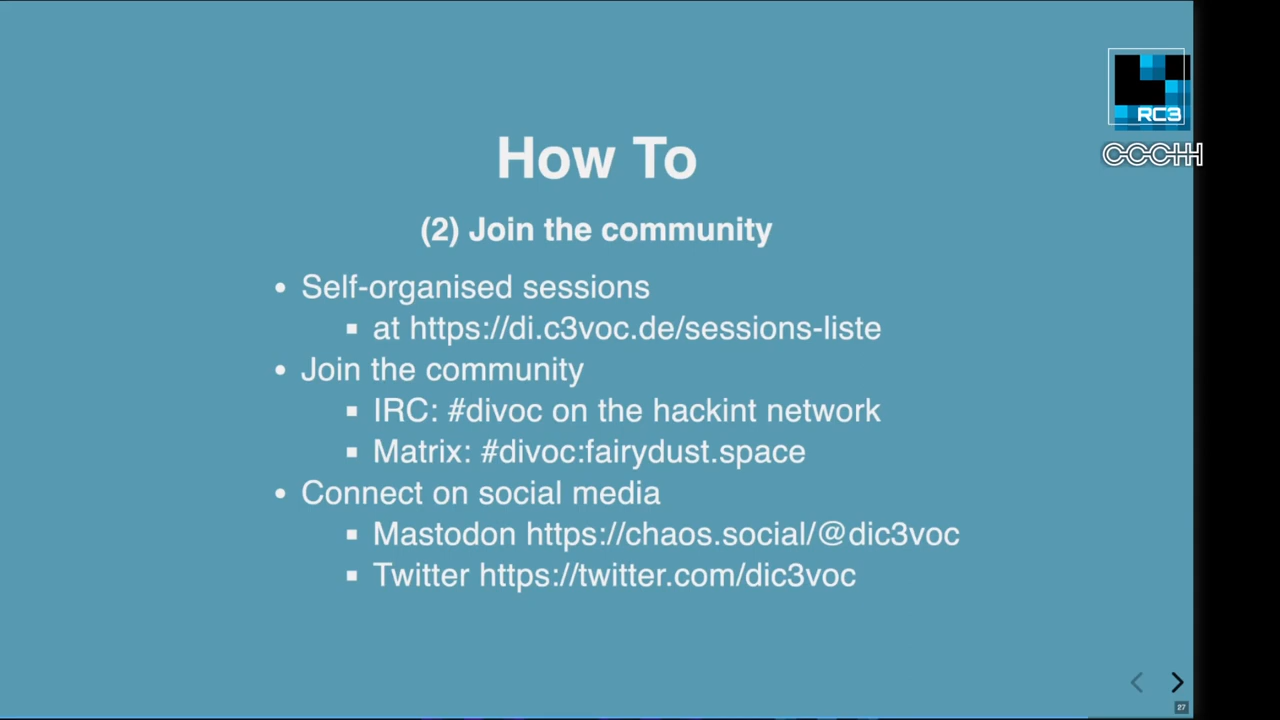 How To
(2) Join the community
• Self-organised sessions
▪ at https://di.c3voc.de/sessions-liste
• Join the community
▪ IRC: #divoc on the hackint network
▪ Matrix: #divoc:fairydust.space
• Connect on social media
▪ Mastodon https://chaos.social/@dic3voc
▪ Twitter https://twitter.com/dic3voc
RC3
CCCHH
27